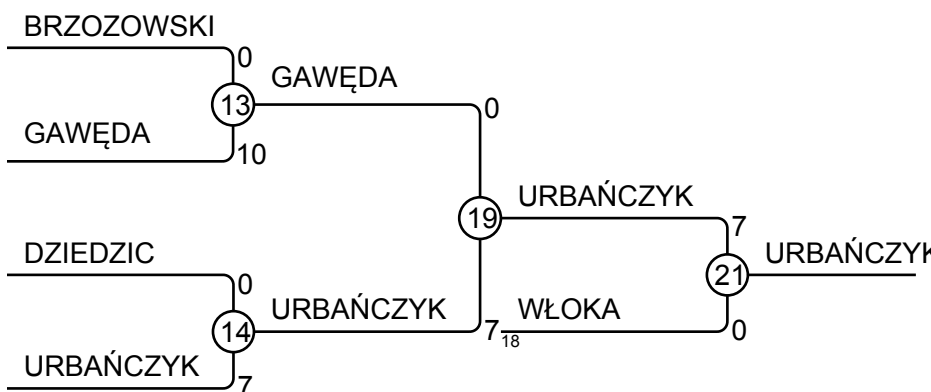 BRZOZOWSKI
0
GAWĘDA
13
0
GAWĘDA
10
URBAŃCZYK
19
7
DZIEDZIC
URBAŃCZYK
0
21
URBAŃCZYK
WŁOKA
14
7
18
0
URBAŃCZYK
7